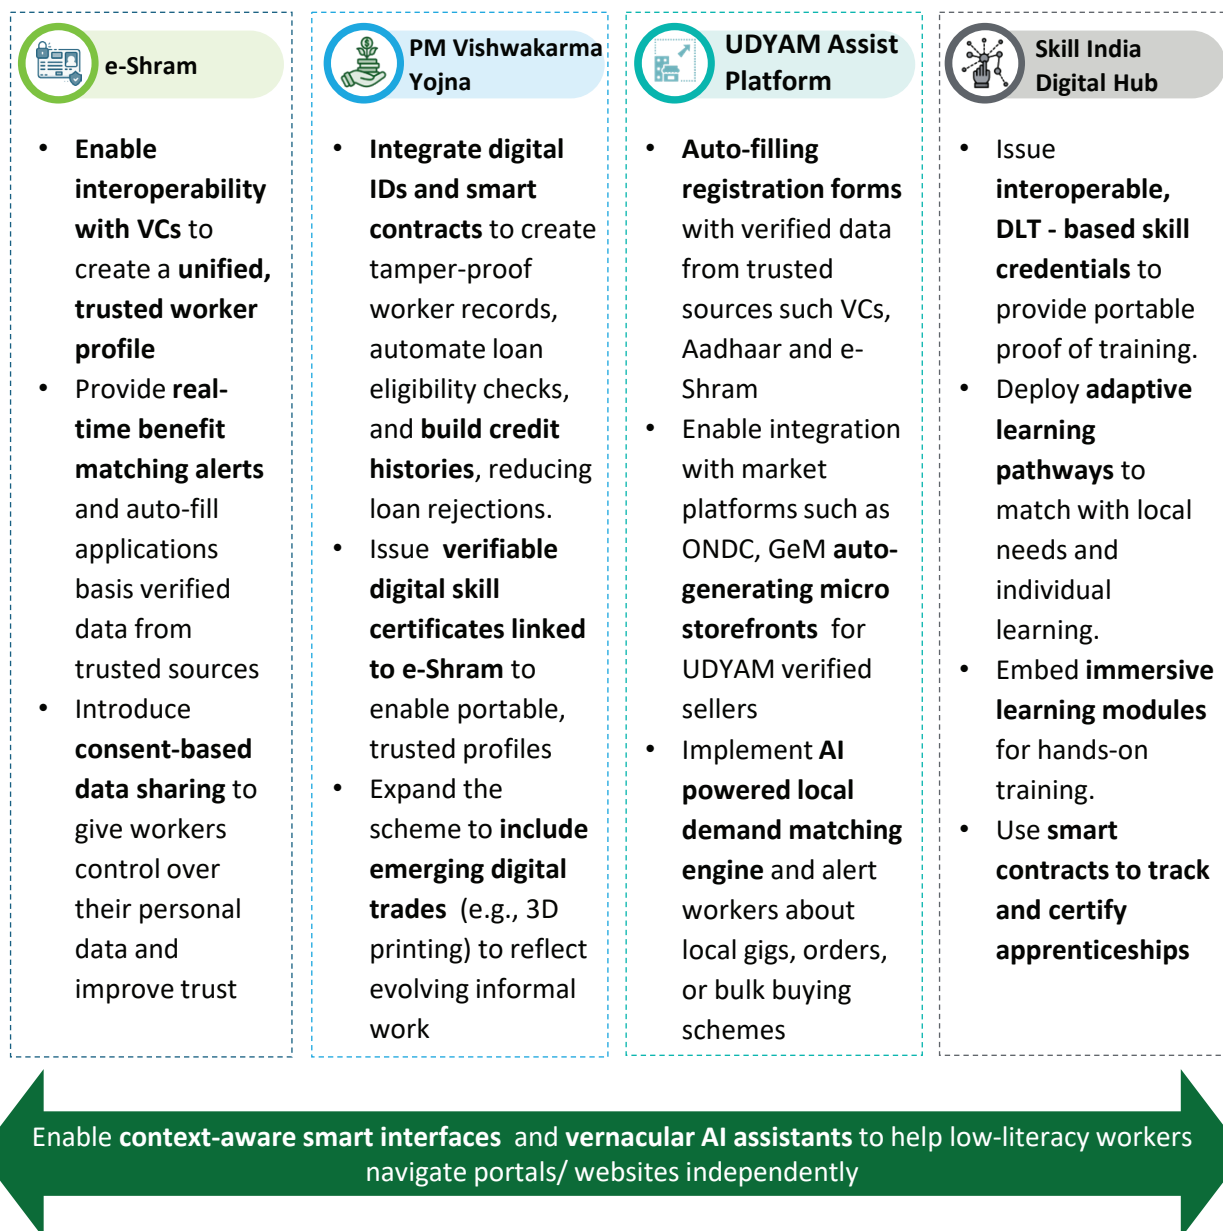 e-Shram
• Enable
interoperability
with VCs to
create a unified,
trusted worker
profile
• Provide real-
time benefit
matching alerts
and auto-fill
applications
basis verified
data from
trusted sources
• Introduce
consent-based
data sharing to
give workers
control over
their personal
data and
improve trust
PM Vishwakarma
Yojna
• Integrate digital
IDs and smart
contracts to create
tamper-proof
worker records,
automate loan
eligibility checks,
and build credit
histories, reducing
loan rejections.
• Issue verifiable
digital skill
certificates linked
to e-Shram to
enable portable,
trusted profiles
• Expand the
scheme to include
emerging digital
trades (e.g., 3D
printing) to reflect
evolving informal
work
UDYAM Assist
Platform
• Auto-filling
registration forms
with verified data
from trusted
sources such VCs,
Aadhaar and e-
Shram
• Enable integration
with market
platforms such as
ONDC, GeM auto-
generating micro
storefronts for
UDYAM verified
sellers
• Implement AI
powered local
demand matching
engine and alert
workers about
local gigs, orders,
or bulk buying
schemes
Skill India
Digital Hub
• Issue
interoperable,
DLT - based skill
credentials to
provide portable
proof of training.
• Deploy adaptive
learning
pathways to
match with local
needs and
individual
learning.
• Embed immersive
learning modules
for hands-on
training.
• Use smart
contracts to track
and certify
apprenticeships
Enable context-aware smart interfaces and vernacular AI assistants to help low-literacy workers
navigate portals/ websites independently